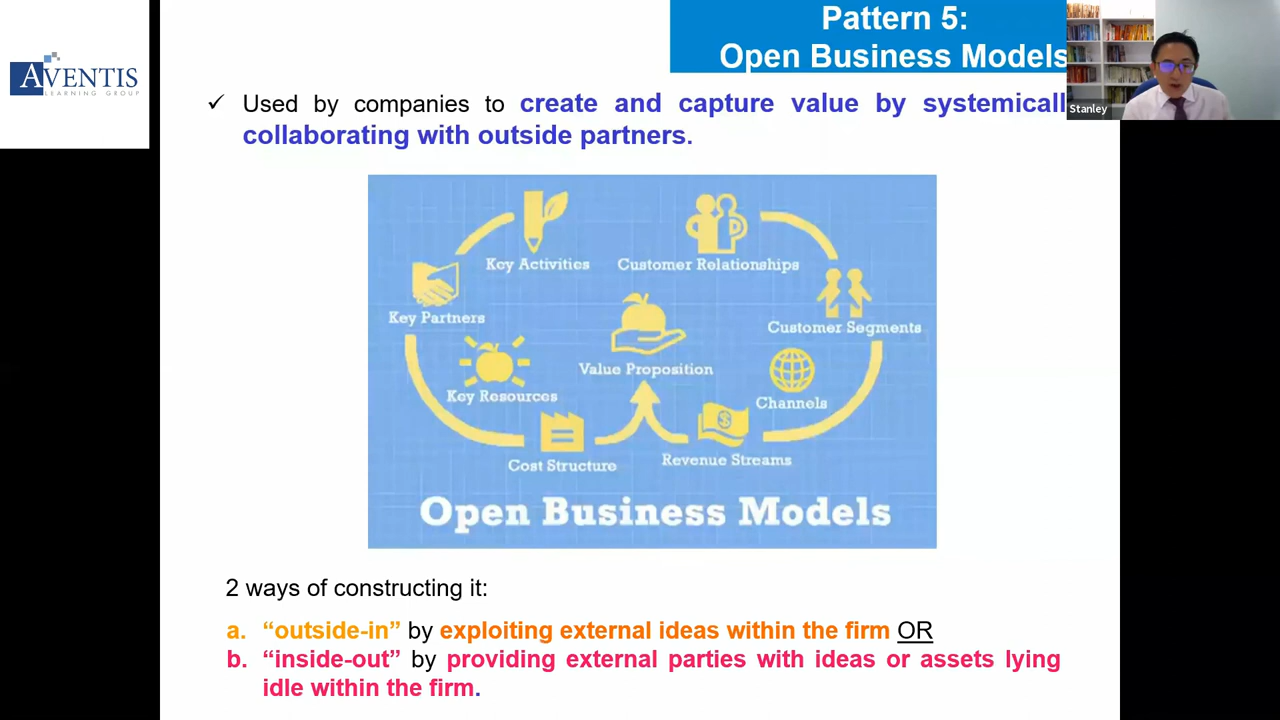 AVENTIS
LEARNING GROUP
Pattern 5:
Open Business Models
Stanley
✓ Used by companies to create and capture value by systemicall
collaborating with outside partners.
Key Activities
Customer Relationships
Key Partners
Customer Segments
Value Proposition
Key Resources
Channels
Cost Structure
Revenue Streams
Open Business Models
2 ways of constructing it:
a. “outside-in” by exploiting external ideas within the firm OR
b. “inside-out” by providing external parties with ideas or assets lying
idle within the firm.